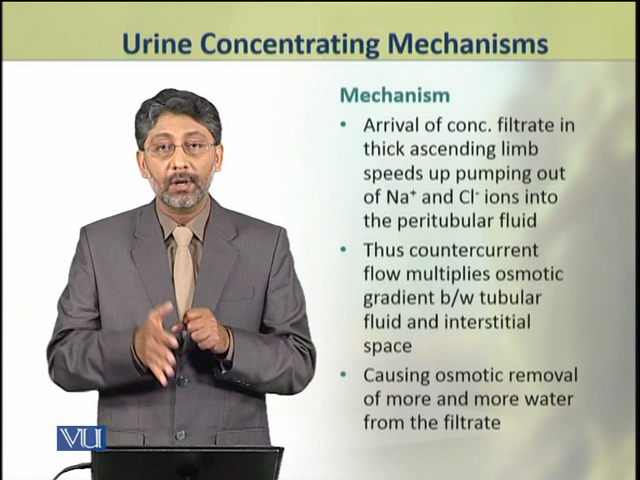 Urine Concentrating Mechanisms
Mechanism
• Arrival of conc. filtrate in
thick ascending limb
speeds up pumping out
of Na⁺ and Cl⁻ ions into
the peritubular fluid
• Thus countercurrent
flow multiplies osmotic
gradient b/w tubular
fluid and interstitial
space
• Causing osmotic removal
of more and more water
from the filtrate
VU